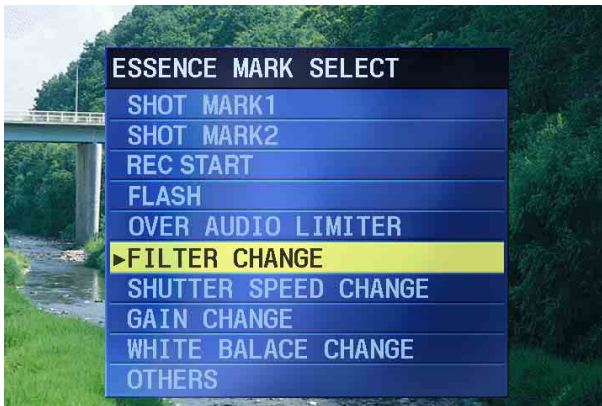 ESSENCE MARK SELECT
SHOT MARK1
SHOT MARK2
REC START
FLASH
OVER AUDIO LIMITER
▶FILTER CHANGE
SHUTTER SPEED CHANGE
GAIN CHANGE
WHITE BALACE CHANGE
OTHERS